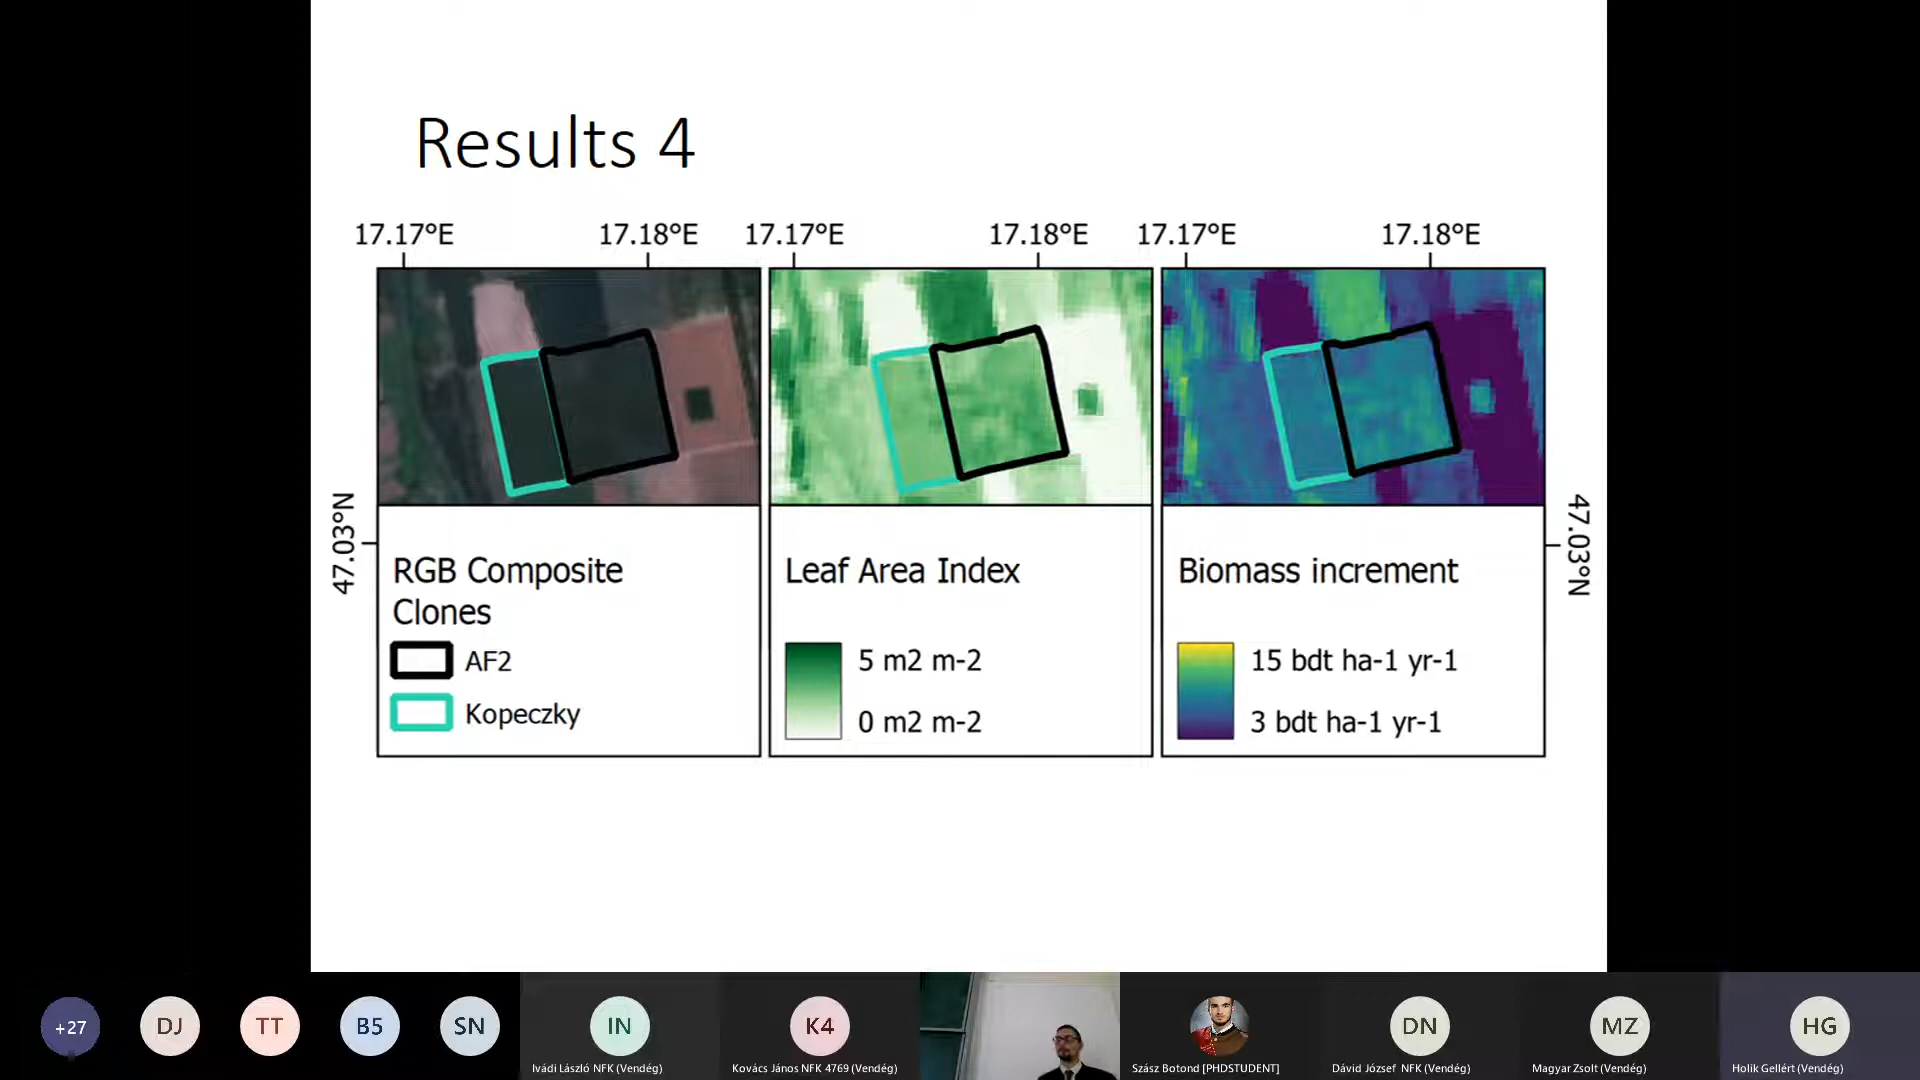 Results 4
17.17°E 17.18°E 17.17°E 17.18°E 17.17°E 17.18°E
47.03°N
47.03°N
RGB Composite
Clones
AF2
Kopeczky
Leaf Area Index
5 m2 m-2
0 m2 m-2
Biomass increment
15 bdt ha-1 yr-1
3 bdt ha-1 yr-1
+27
DJ
TT
B5
SN
IN
Ivádi László NFK (Vendég)
K4
Kovács János NFK 4769 (Vendég)
Szász Botond [PHDSTUDENT]
DN
Dávid József NFK (Vendég)
MZ
Magyar Zsolt (Vendég)
HG
Holik Gellért (Vendég)